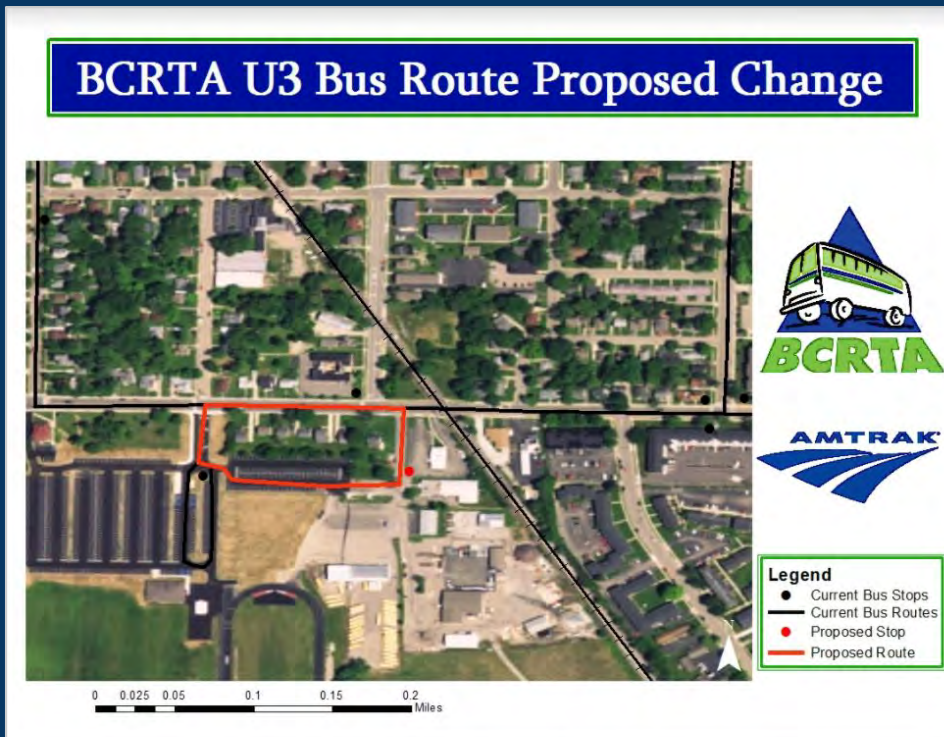 BCRTA U3 Bus Route Proposed Change
BCRTA
AMTRAK
Legend
Current Bus Stops
Current Bus Routes
Proposed Stop
Proposed Route
N
0 0.025 0.05 0.1 0.15 0.2
Miles